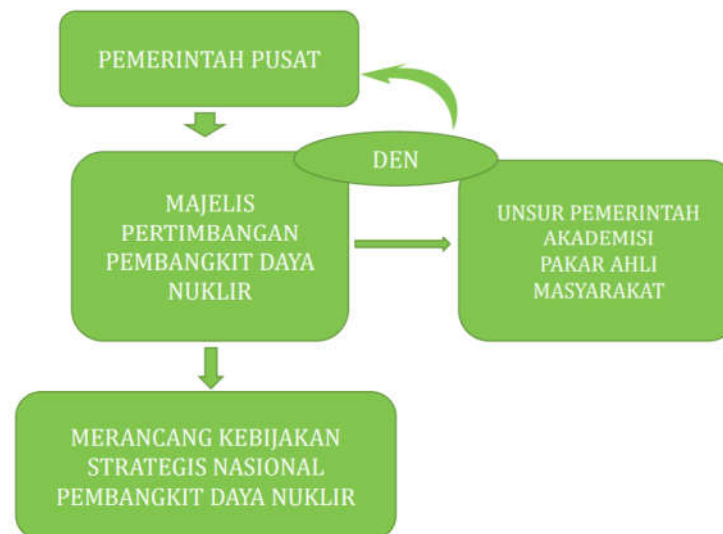 PEMERINTAH PUSAT
DEN
MAJELIS
PERTIMBANGAN
PEMBANGKIT DAYA
NUKLIR
UNSUR PEMERINTAH
AKADEMISI
PAKAR AHLI
MASYARAKAT
MERANCANG KEBIJAKAN
STRATEGIS NASIONAL
PEMBANGKIT DAYA NUKLIR